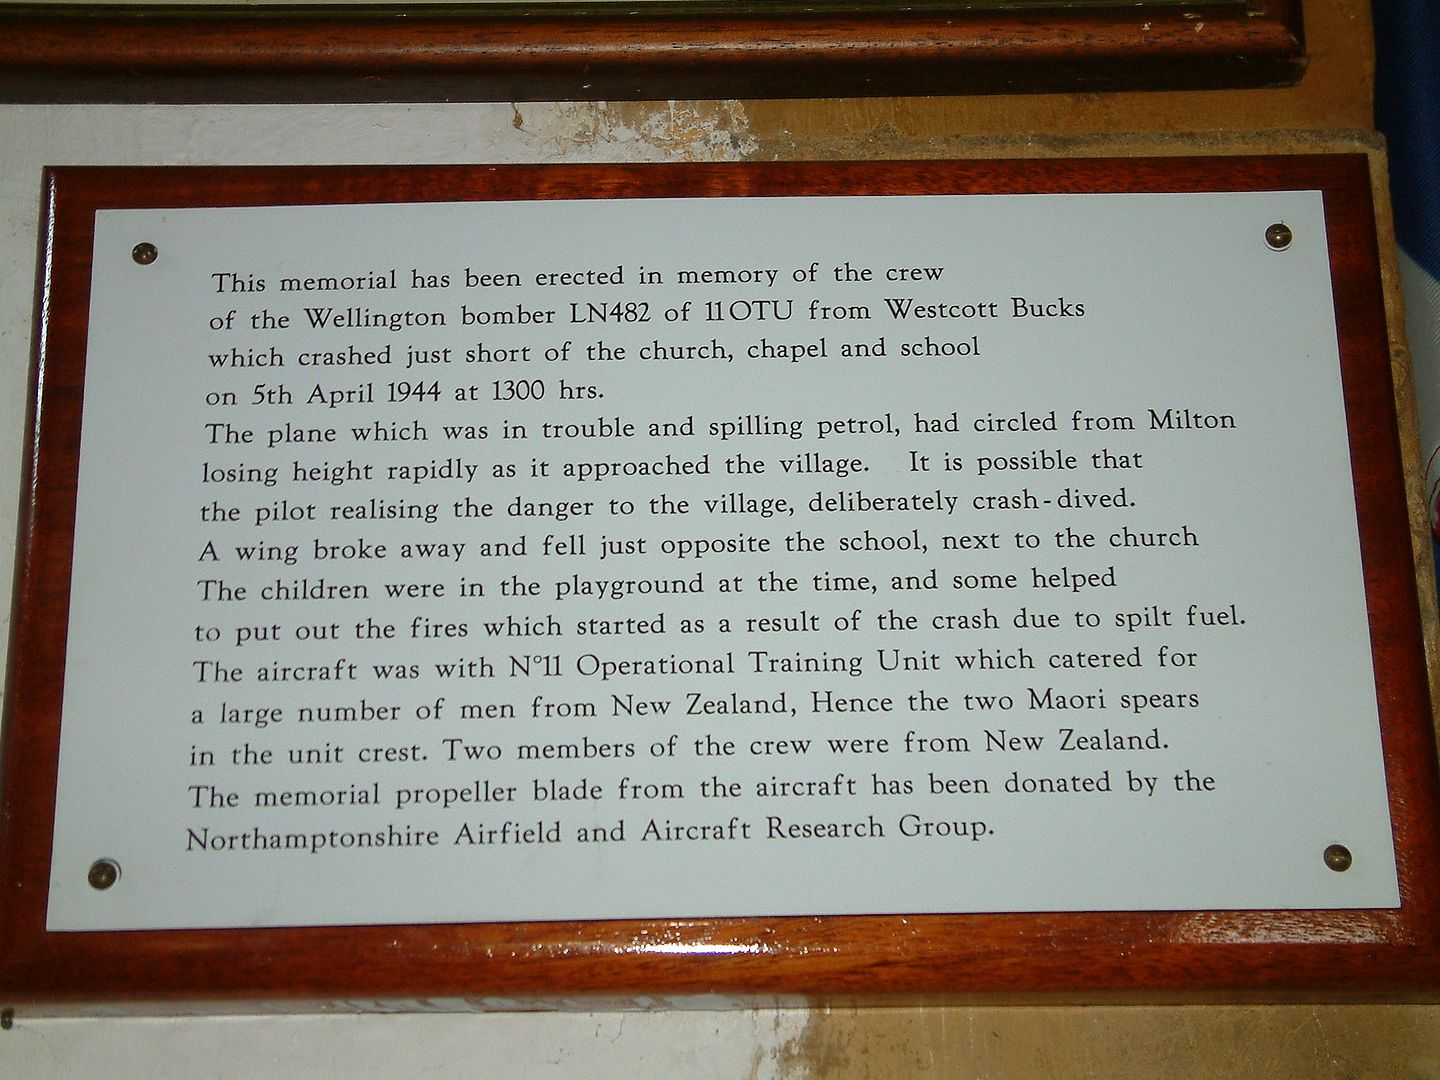 This memorial has been erected in memory of the crew
of the Wellington bomber LN482 of 11OTU from Westcott Bucks
which crashed just short of the church, chapel and school
on 5th April 1944 at 1300 hrs.
The plane which was in trouble and spilling petrol, had circled from Milton
losing height rapidly as it approached the village. It is possible that
the pilot realising the danger to the village, deliberately crash-dived.
A wing broke away and fell just opposite the school, next to the church
The children were in the playground at the time, and some helped
to put out the fires which started as a result of the crash due to spilt fuel.
The aircraft was with N°11 Operational Training Unit which catered for
a large number of men from New Zealand, Hence the two Maori spears
in the unit crest. Two members of the crew were from New Zealand.
The memorial propeller blade from the aircraft has been donated by the
Northamptonshire Airfield and Aircraft Research Group.